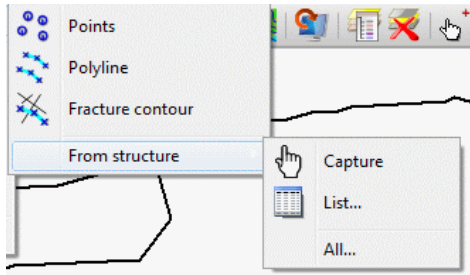 Points
Polyline
Fracture contour
From structure
Capture
List...
All...